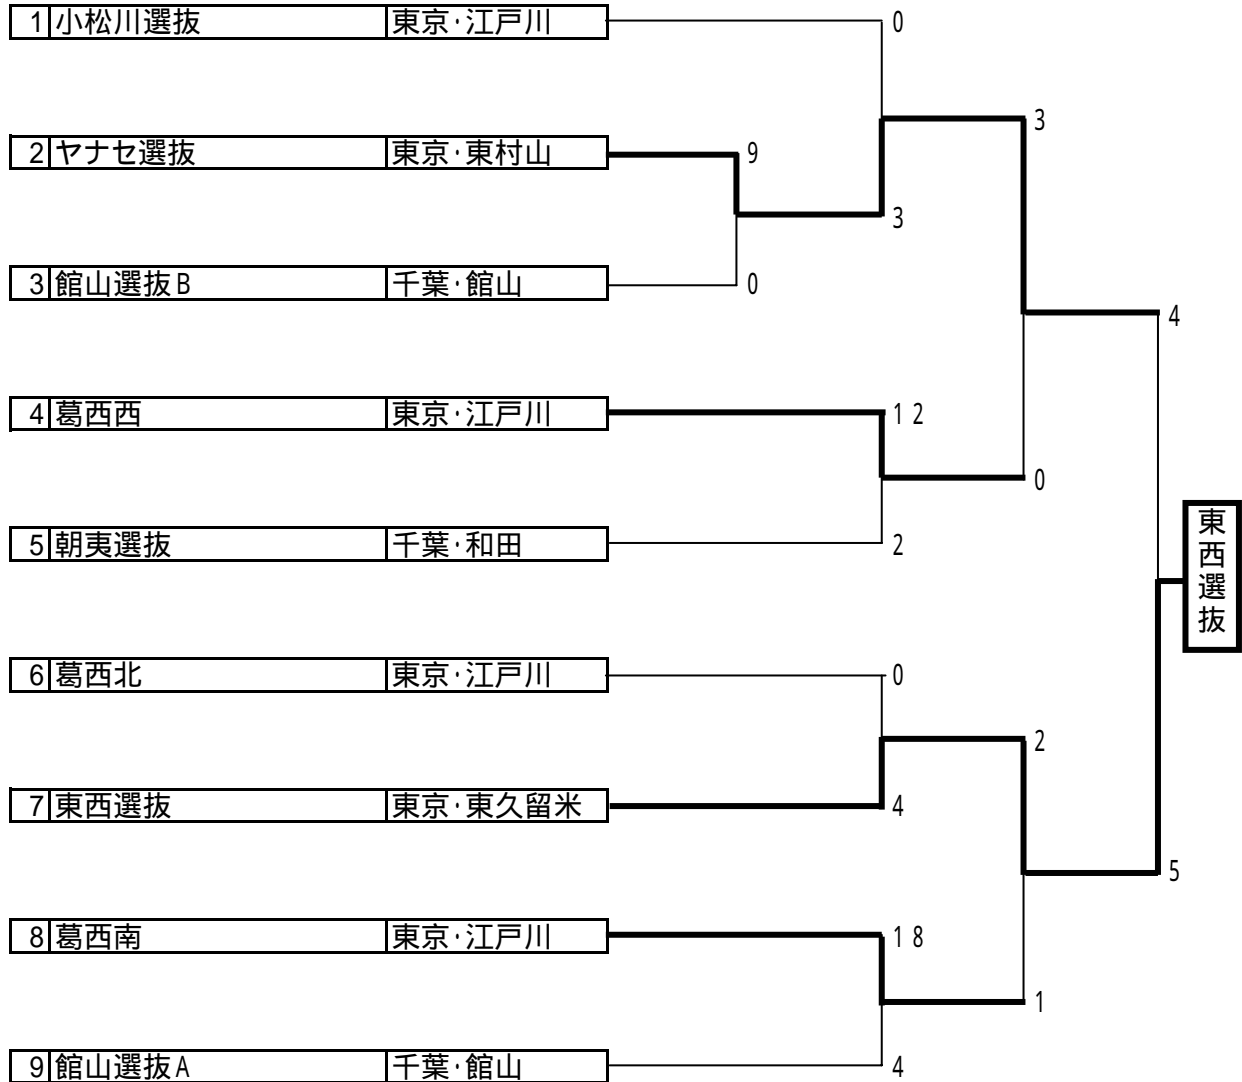 1 小松川選抜 東京・江戸川 0
3
2 ヤナセ選抜 東京・東村山 9
3
3 館山選抜B 千葉・館山 0
4
4 葛西西 東京・江戸川 12
0
5 朝夷選抜 千葉・和田 2
東西選抜
6 葛西北 東京・江戸川 0
2
7 東西選抜 東京・東久留米 4
5
8 葛西南 東京・江戸川 18
1
9 館山選抜A 千葉・館山 4